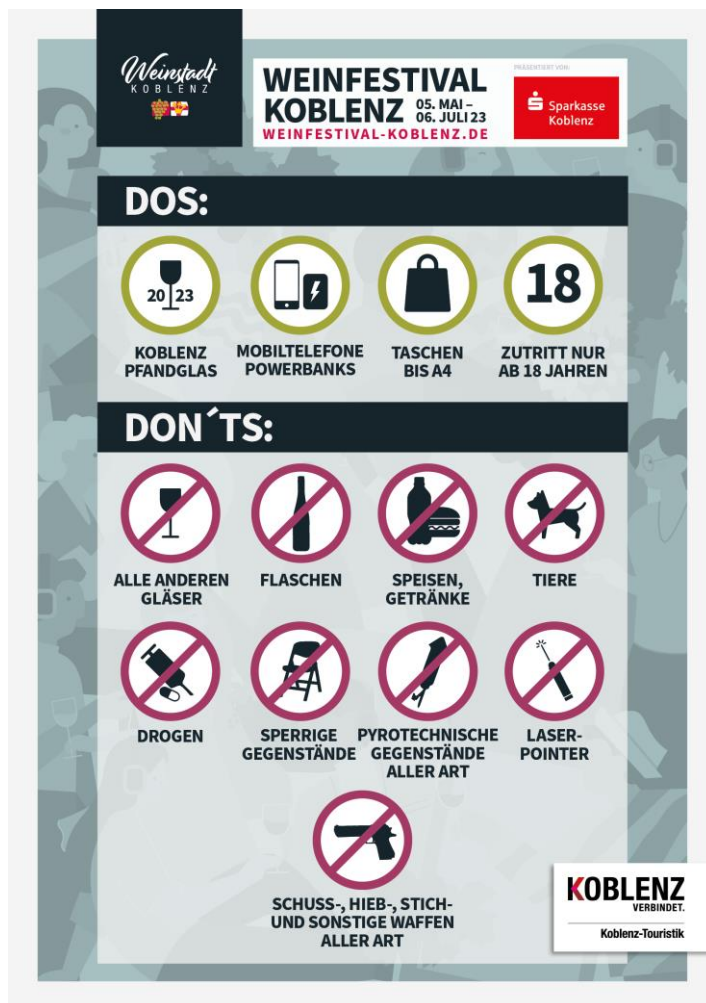 Weinstadt
KOBLENZ
WEINFESTIVAL
KOBLENZ 05. MAI –
06. JULI 23
WEINFESTIVAL-KOBLENZ.DE
PRÄSENTIERT VOM:
Sparkasse
Koblenz
DOS:
20 23
18
KOBLENZ
PFANDGLAS
MOBILTELEFONE
POWERBANKS
TASCHEN
BIS A4
ZUTRITT NUR
AB 18 JAHREN
DON´TS:
ALLE ANDEREN
GLÄSER
FLASCHEN
SPEISEN,
GETRÄNKE
TIERE
DROGEN
SPERRIGE
GEGENSTÄNDE
PYROTECHNISCHE
GEGENSTÄNDE
ALLER ART
LASER-
POINTER
SCHUSS-, HIEB-, STICH-
UND SONSTIGE WAFFEN
ALLER ART
KOBLENZ
VERBINDET.
Koblenz-Touristik